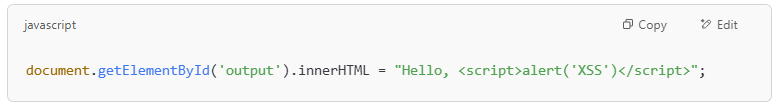 javascript Copy Edit
document.getElementById('output').innerHTML = "Hello, <script>alert('XSS')</script>";